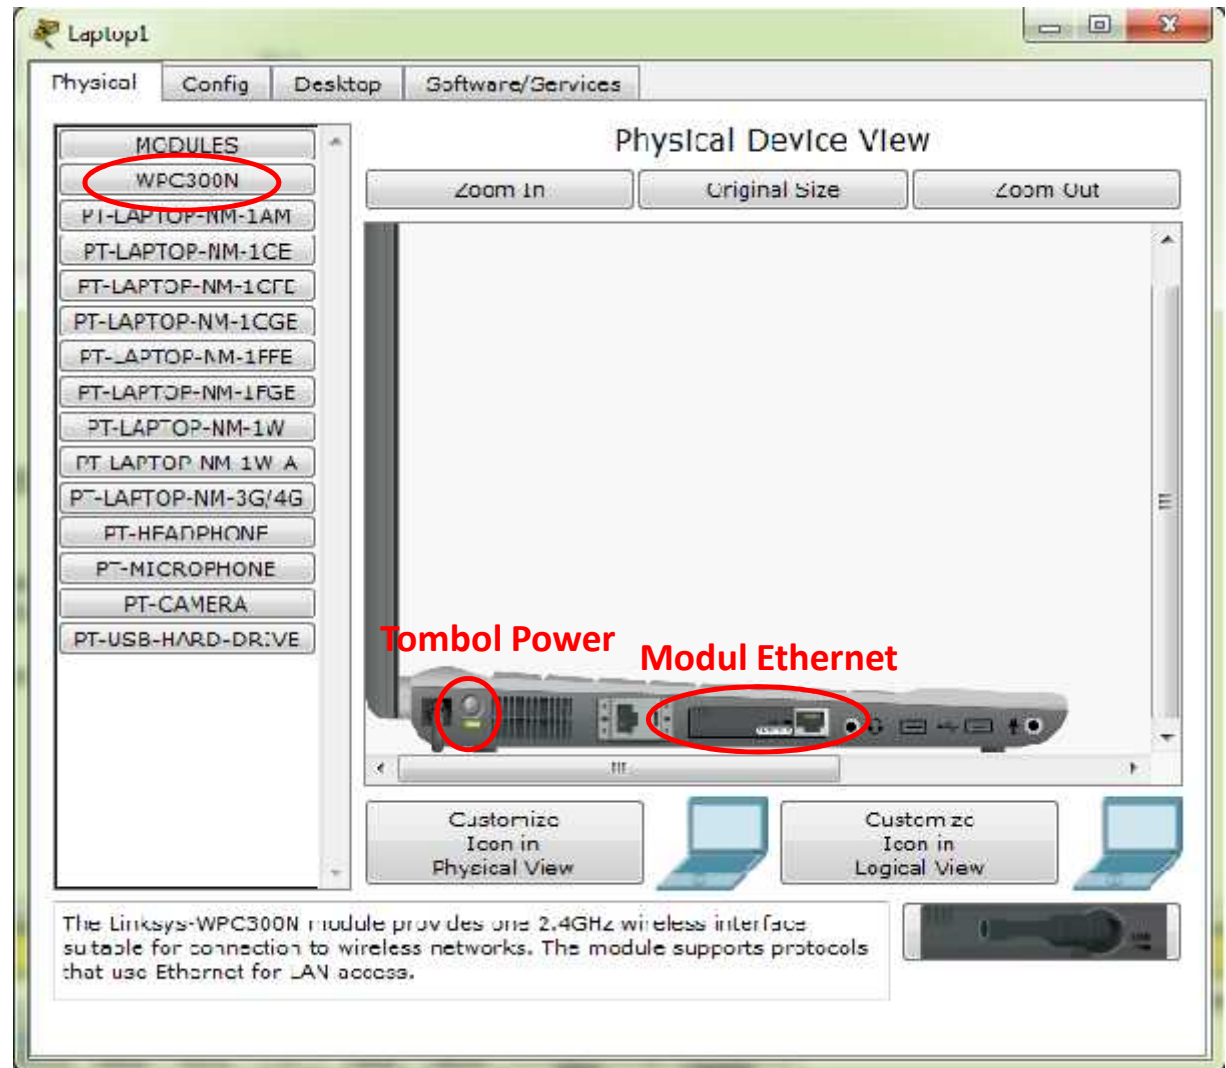 Laptop1
Physical Config Desktop Software/Services
MODULES
WPC300N
PT-LAPTOP-NM-1AM
PT-LAPTOP-NM-1CE
PT-LAPTOP-NM-1CFE
PT-LAPTOP-NM-1CGE
PT-LAPTOP-NM-1FFE
PT-LAPTOP-NM-1FGE
PT-LAPTOP-NM-1W
PT-LAPTOP-NM-1W-A
PT-LAPTOP-NM-3G/4G
PT-HEADPHONE
PT-MICROPHONE
PT-CAMERA
PT-USB-HARD-DRIVE
Physical Device View
Zoom In Original Size Zoom Out
Tombol Power
Modul Ethernet
Customize
Icon in
Physical View
Customize
Icon in
Logical View
The Linksys-WPC300N module provides one 2.4GHz wireless interface
suitable for connection to wireless networks. The module supports protocols
that use Ethernet for LAN access.